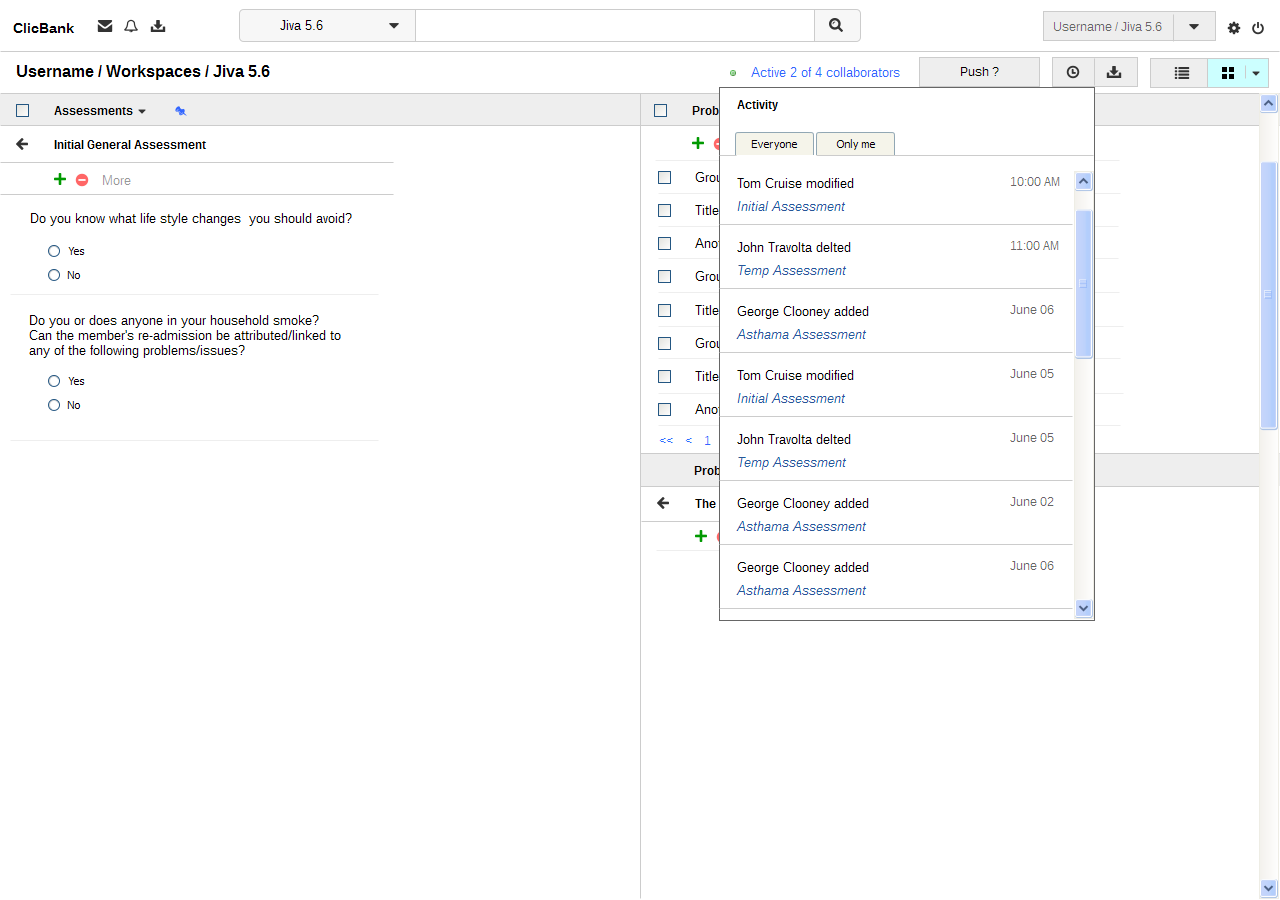 ClicBank
Jiva 5.6
Username / Jiva 5.6
Username / Workspaces / Jiva 5.6
Active 2 of 4 collaborators
Push ?
Assessments
Initial General Assessment
More
Do you know what life style changes  you should avoid?
Yes
No
Do you or does anyone in your household smoke?
Can the member's re-admission be attributed/linked to
any of the following problems/issues?
Yes
No
Prob
Grou
Title
Ano
Grou
Title
Grou
Title
Ano
<< < 1
Prob
The
Activity
Everyone
Only me
Tom Cruise modified
10:00 AM
Initial Assessment
John Travolta delted
11:00 AM
Temp Assessment
George Clooney added
June 06
Asthama Assessment
Tom Cruise modified
June 05
Initial Assessment
John Travolta delted
June 05
Temp Assessment
George Clooney added
June 02
Asthama Assessment
George Clooney added
June 06
Asthama Assessment